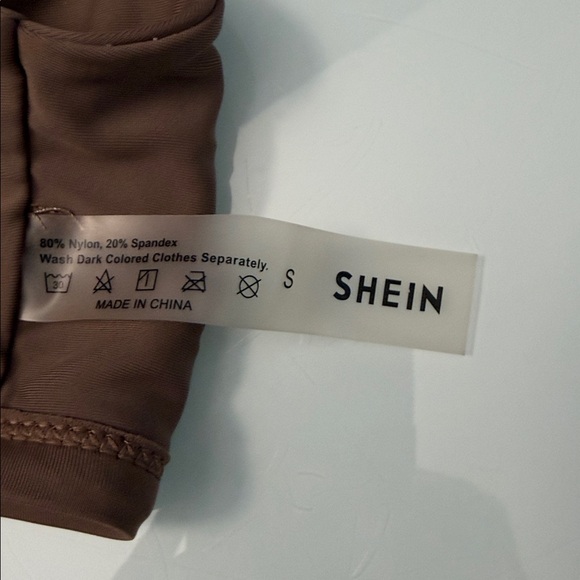 80% Nylon, 20% Spandex
Wash Dark Colored Clothes Separately.
30
MADE IN CHINA
S
SHEIN